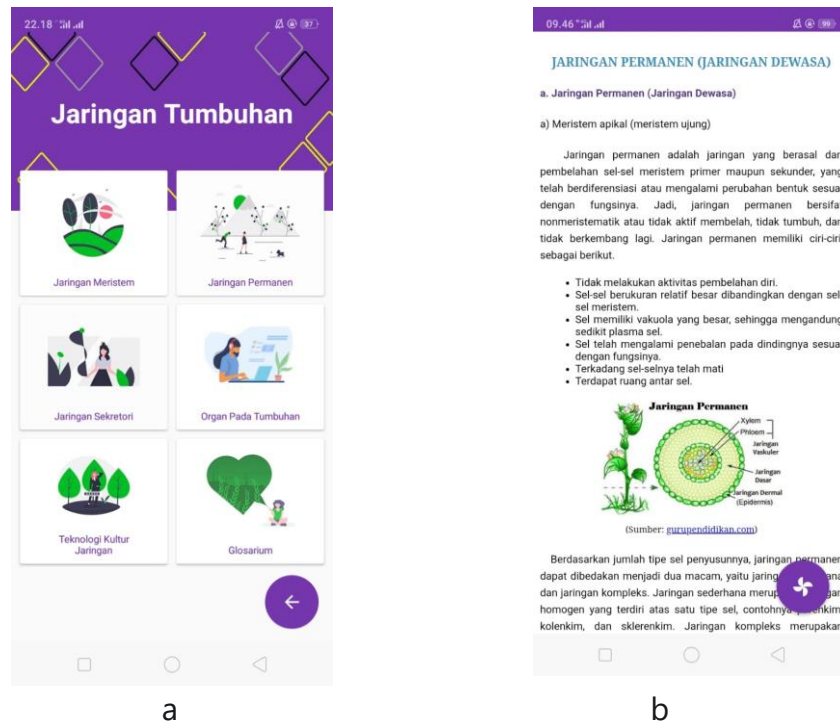 22.18
37
Jaringan Tumbuhan
Jaringan Meristem
Jaringan Permanen
Jaringan Sekretori
Organ Pada Tumbuhan
Teknologi Kultur
Jaringan
Glosarium
a
09.46
99
JARINGAN PERMANEN (JARINGAN DEWASA)
a. Jaringan Permanen (Jaringan Dewasa)
a) Meristem apikal (meristem ujung)
Jaringan permanen adalah jaringan yang berasal dar
pembelahan sel-sel meristem primer maupun sekunder, yang
telah berdiferensiasi atau mengalami perubahan bentuk sesua
dengan fungsinya. Jadi, jaringan permanen bersifat
nonmeristematik atau tidak aktif membelah, tidak tumbuh, dan
tidak berkembang lagi. Jaringan permanen memiliki ciri-ciri
sebagai berikut.
• Tidak melakukan aktivitas pembelahan diri.
• Sel-sel berukuran relatif besar dibandingkan dengan sel
sel meristem.
• Sel memiliki vakuola yang besar, sehingga mengandung
sedikit plasma sel.
• Sel telah mengalami penebalan pada dindingnya sesua
dengan fungsinya.
• Terkadang sel-selnya telah mati
• Terdapat ruang antar sel.
Jaringan Permanen
Xylem
Phloem
Jaringan
Vaskuler
Jaringan
Dasar
Jaringan Dermal
(Epidermis)
(Sumber: gurupendidikan.com)
Berdasarkan jumlah tipe sel penyusunnya, jaringan permanen
dapat dibedakan menjadi dua macam, yaitu jaring ana
dan jaringan kompleks. Jaringan sederhana merup gan
homogen yang terdiri atas satu tipe sel, contohnya enkim
kolenkim, dan sklerenkim. Jaringan kompleks merupakan
b